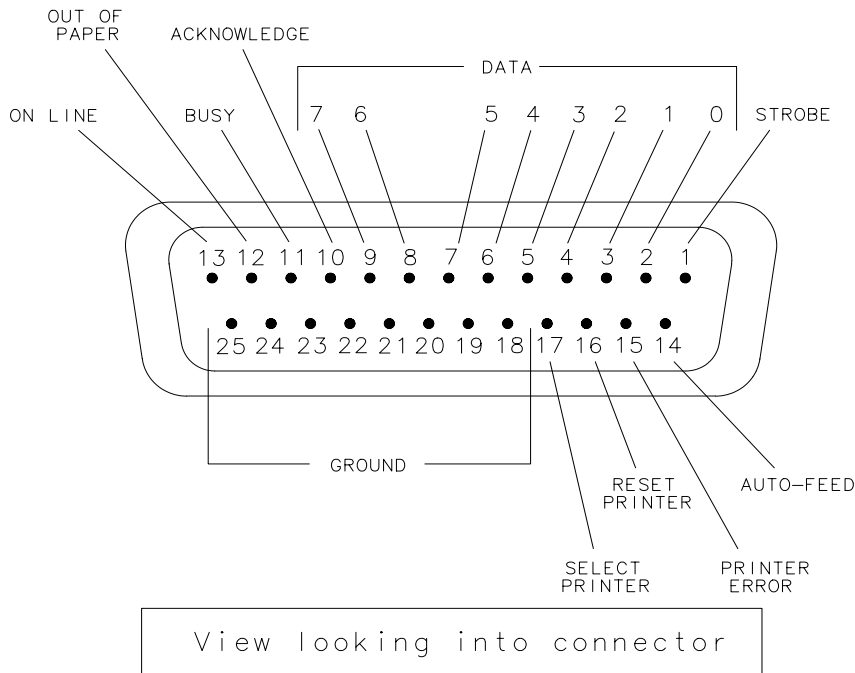 OUT OF
PAPER
ACKNOWLEDGE
DATA
ON LINE
BUSY
7 6 5 4 3 2 1 0
STROBE
13 12 11 10 9 8 7 6 5 4 3 2 1
25 24 23 22 21 20 19 18 17 16 15 14
GROUND
RESET
PRINTER
AUTO-FEED
SELECT
PRINTER
PRINTER
ERROR
View looking into connector